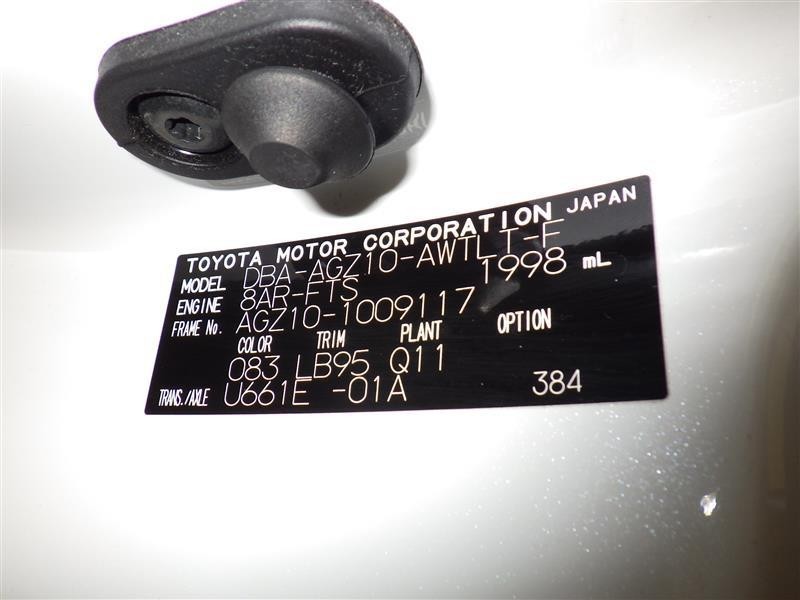 TOYOTA MOTOR CORPORATION JAPAN
MODEL DBA-AGZ10-AWTLT-F
ENGINE 8AR-FTS 1998 mL
FRAME No. AGZ10-1009117
COLOR TRIM PLANT OPTION
083 LB95 Q11
TRANS./AXLE U661E -01A 384